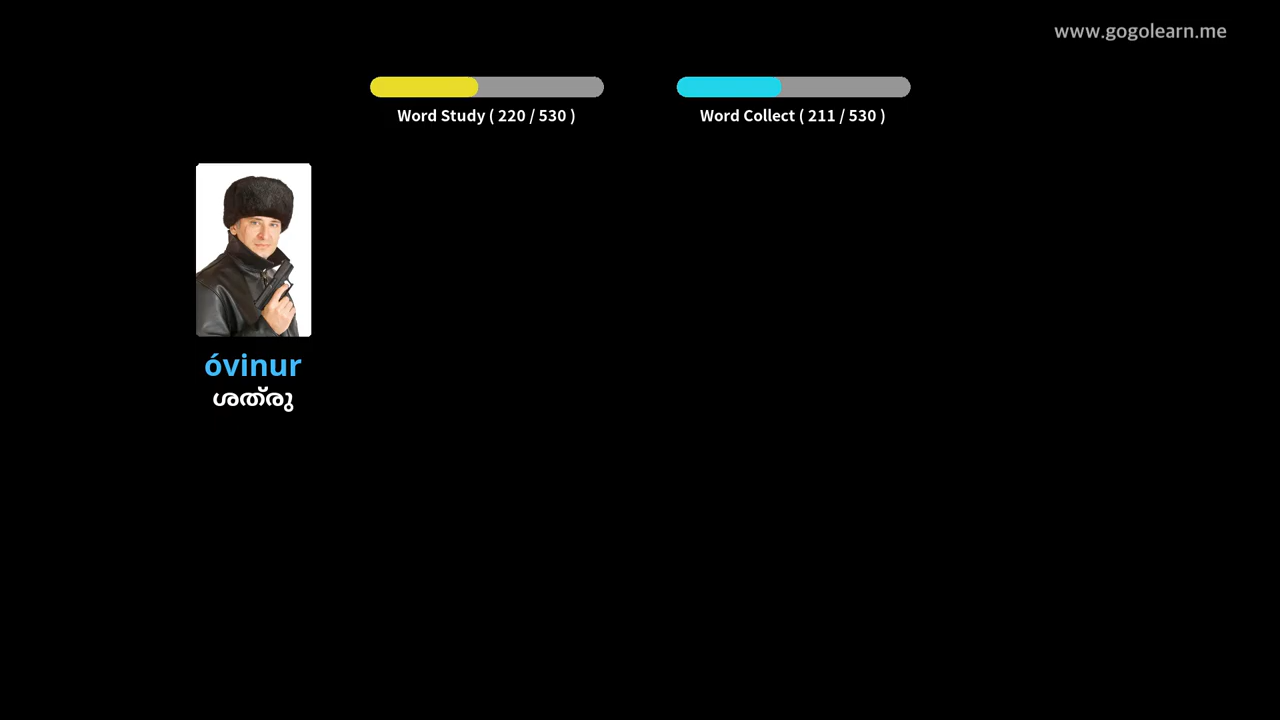 www.gogolearn.me
Word Study ( 220 / 530 )
Word Collect ( 211 / 530 )
óvinur
ശത്രു